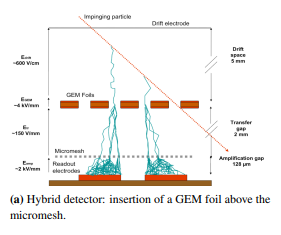 Impinging particle
Drift electrode
Edrift
~600 V/cm
Drift
space
5 mm
GEM Foils
EGEM
~4 kV/mm
Transfer
gap
2 mm
~150 V/mm
Micromesh
Amplification gap
128 μm
Readout
electrodes
Eamp
~2 kV/mm
(a) Hybrid detector: insertion of a GEM foil above the
micromesh.